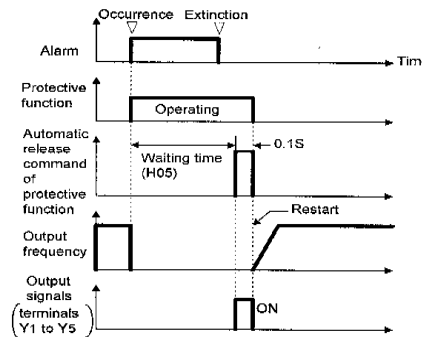 Occurrence Extinction
Alarm
Tim
Protective
function
Operating
Automatic
release
command
of
protective
function
Waiting time
(H05)
0.1S
Restart
Output
frequency
Output
signals
(terminals
Y1 to Y5)
ON